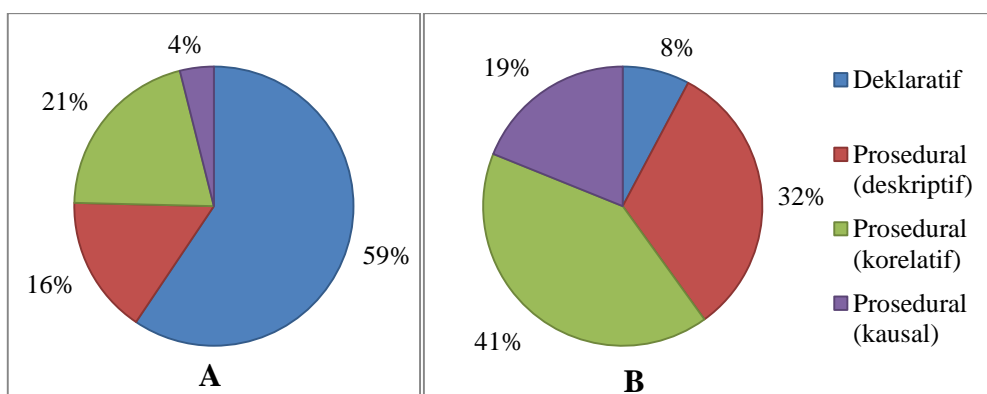 4%
21%
16%
59%
A
8%
19%
32%
41%
B
Deklaratif
Prosedural
(deskriptif)
Prosedural
(korelatif)
Prosedural
(kausal)